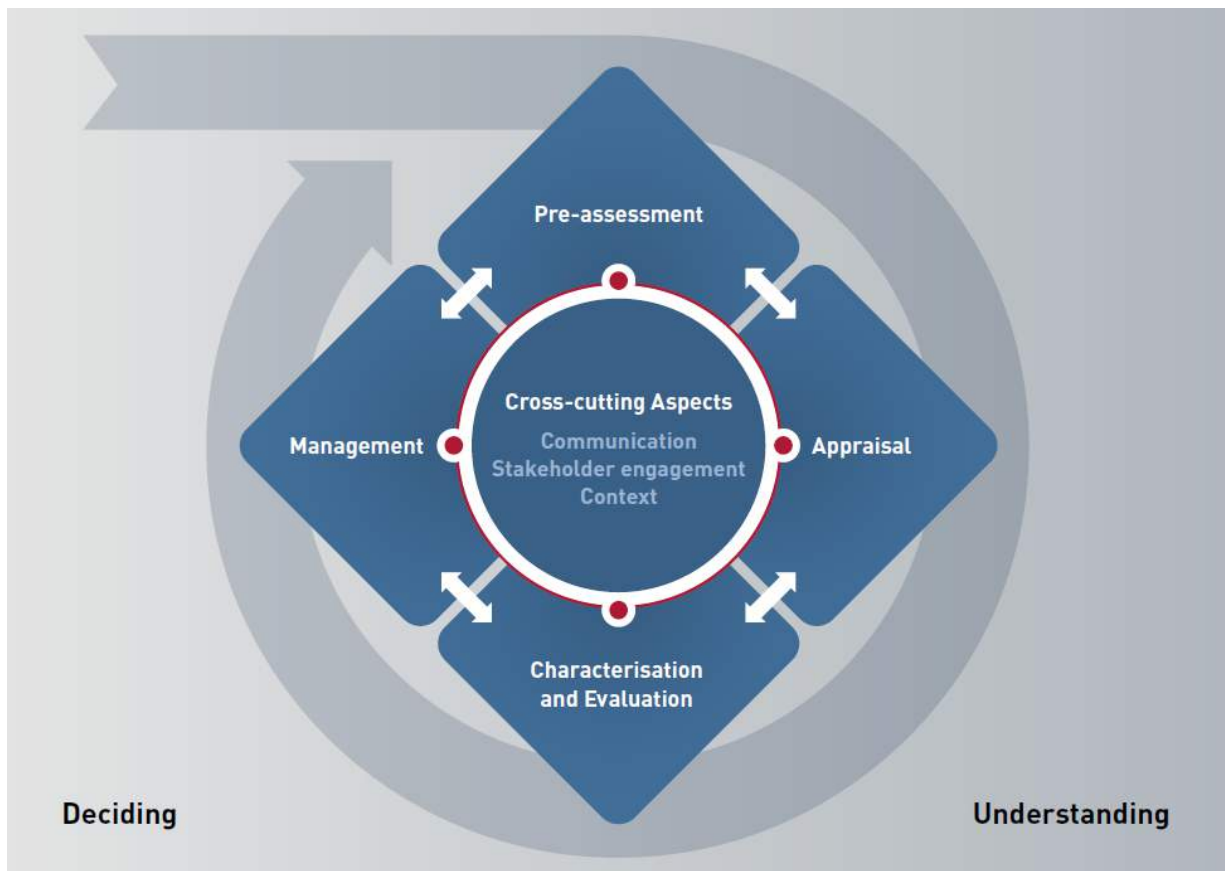 Pre-assessment
Cross-cutting Aspects
Communication
Stakeholder engagement
Context
Management
Appraisal
Characterisation
and Evaluation
Deciding
Understanding